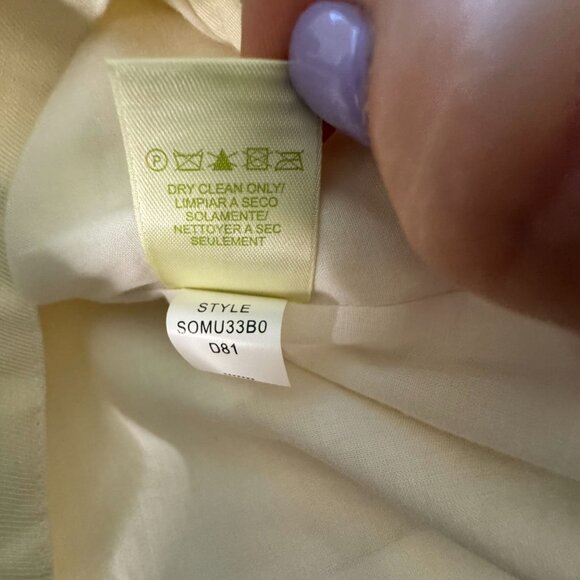 P
DRY CLEAN ONLY/
LIMPIAR A SECO
SOLAMENTE/
NETTOYER A SEC
SEULEMENT
STYLE
SOMU33B0
D81